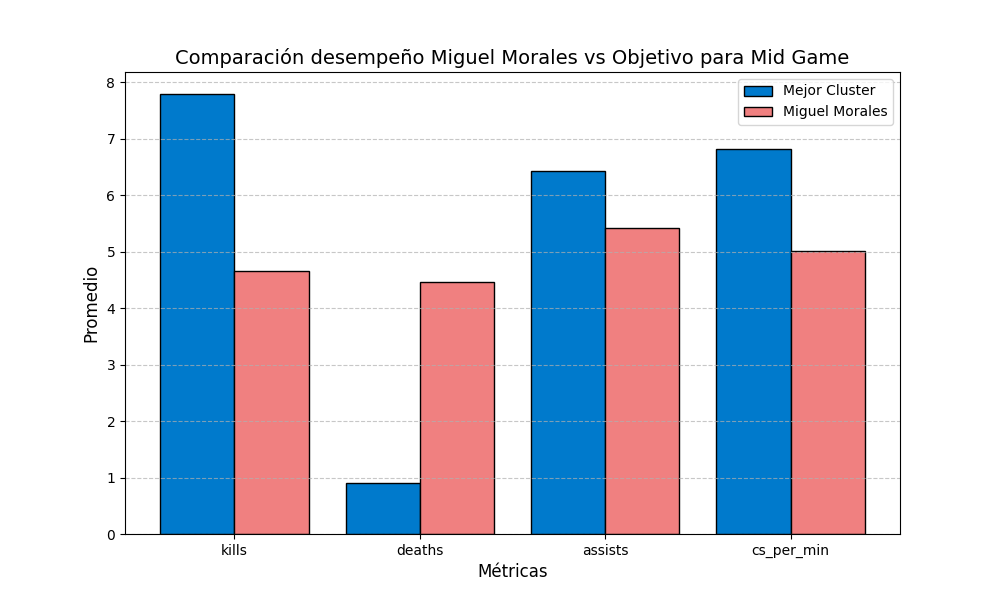 Comparación desempeño Miguel Morales vs Objetivo para Mid Game
Mejor Cluster
Miguel Morales
Promedio
8
7
6
5
4
3
2
1
0
kills
deaths
assists
cs_per_min
Métricas